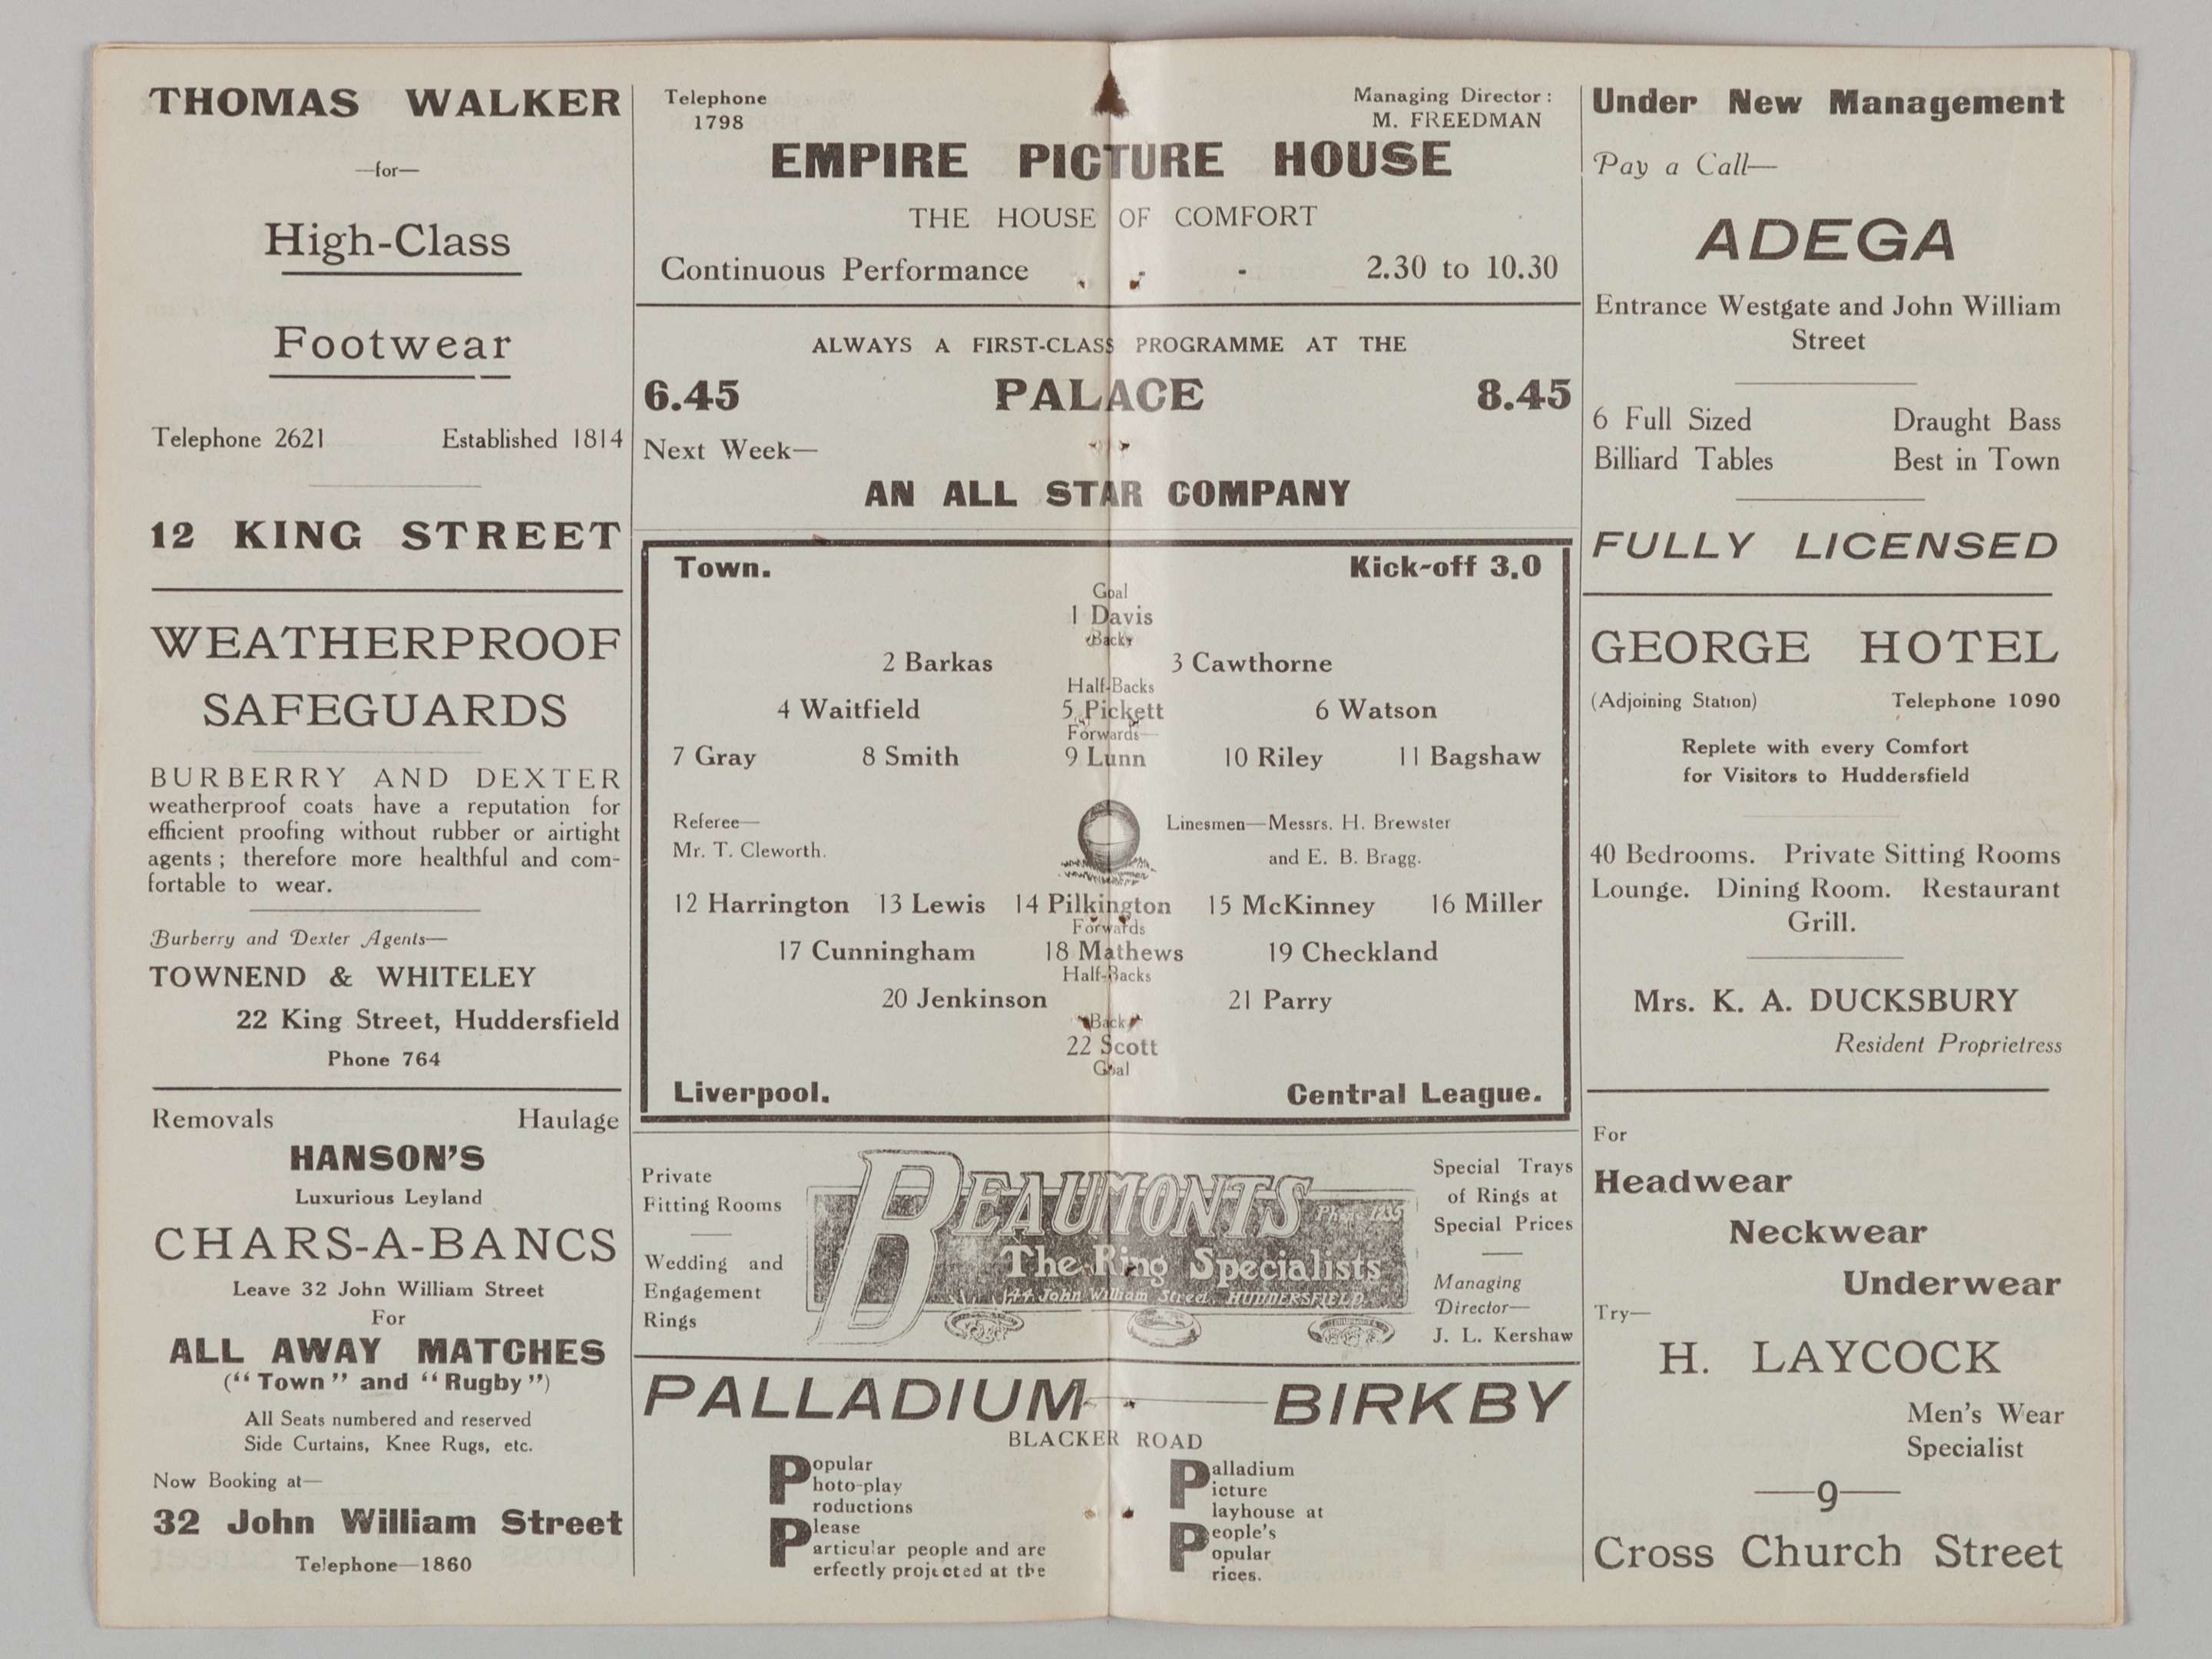 THOMAS WALKER
—for—
High-Class
Footwear
Telephone 2621 Established 1814
12 KING STREET
WEATHERPROOF
SAFEGUARDS
BURBERRY AND DEXTER
weatherproof coats have a reputation for
efficient proofing without rubber or airtight
agents ; therefore more healthful and com-
fortable to wear.
Burberry and Dexter Agents—
TOWNEND & WHITELEY
22 King Street, Huddersfield
Phone 764
Removals Haulage
HANSON'S
Luxurious Leyland
CHARS-A-BANCS
Leave 32 John William Street
For
ALL AWAY MATCHES
(" Town " and " Rugby ")
All Seats numbered and reserved
Side Curtains, Knee Rugs, etc.
Now Booking at—
32 John William Street
Telephone—1860
Telephone
1798
Managing Director :
M. FREEDMAN
EMPIRE PICTURE HOUSE
THE HOUSE OF COMFORT
Continuous Performance - - 2.30 to 10.30
ALWAYS A FIRST-CLASS PROGRAMME AT THE
6.45 PALACE 8.45
Next Week—
AN ALL STAR COMPANY
Town. Kick-off 3.0
Goal
1 Davis
Backs
2 Barkas 3 Cawthorne
Half-Backs
4 Waitfield 5 Pickett 6 Watson
Forwards
7 Gray 8 Smith 9 Lunn 10 Riley 11 Bagshaw
Referee—
Mr. T. Cleworth.
Linesmen—Messrs. H. Brewster
and E. B. Bragg.
12 Harrington 13 Lewis 14 Pilkington 15 McKinney 16 Miller
Forwards
17 Cunningham 18 Mathews 19 Checkland
Half-Backs
20 Jenkinson 21 Parry
Back
22 Scott
Goal
Liverpool. Central League.
Private
Fitting Rooms
Wedding and
Engagement
Rings
BEAUMONTS Phone 1235
The Ring Specialists
John William Street, HUDDERSFIELD
Special Trays
of Rings at
Special Prices
Managing
Director—
J. L. Kershaw
PALLADIUM — BIRKBY
BLACKER ROAD
Popular
Photo-play
Productions
Please
Particular people and are
Perfectly projected at the
Palladium
Picture
Playhouse at
People's
Popular
Prices.
Under New Management
Pay a Call—
ADEGA
Entrance Westgate and John William
Street
6 Full Sized Draught Bass
Billiard Tables Best in Town
FULLY LICENSED
GEORGE HOTEL
(Adjoining Station) Telephone 1090
Replete with every Comfort
for Visitors to Huddersfield
40 Bedrooms. Private Sitting Rooms
Lounge. Dining Room. Restaurant
Grill.
Mrs. K. A. DUCKSBURY
Resident Proprietress
For
Headwear
Neckwear
Underwear
Try—
H. LAYCOCK
Men's Wear
Specialist
—9—
Cross Church Street